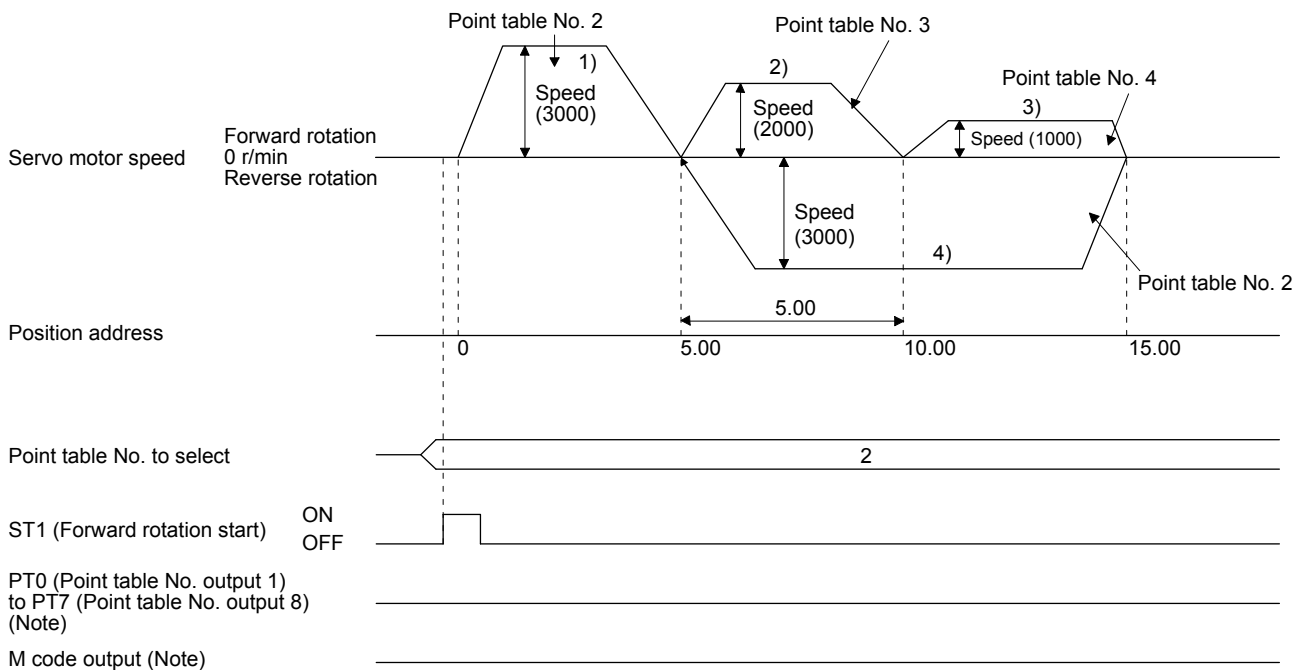 Point table No. 2
Point table No. 3
Point table No. 4
1)
2)
3)
Speed
(3000)
Speed
(2000)
Speed (1000)
Servo motor speed
Forward rotation
0 r/min
Reverse rotation
Speed
(3000)
4)
Point table No. 2
5.00
Position address
0
5.00
10.00
15.00
Point table No. to select
2
ST1 (Forward rotation start)
ON
OFF
PT0 (Point table No. output 1)
to PT7 (Point table No. output 8)
(Note)
M code output (Note)